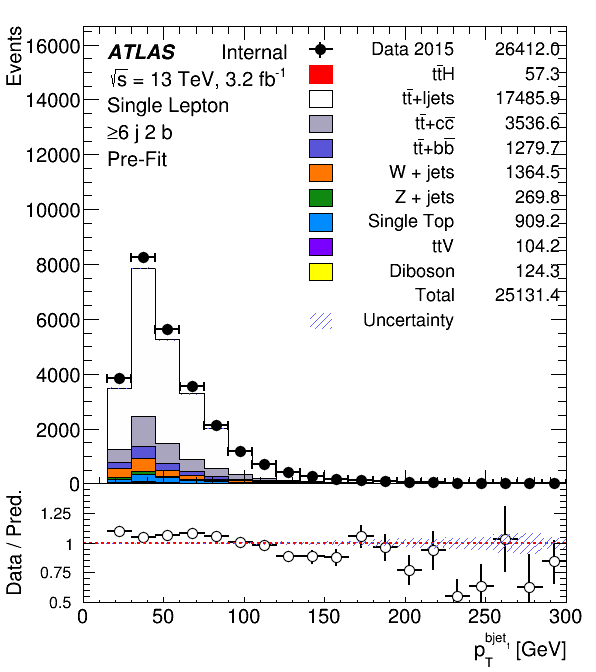 Events
16000
14000
12000
10000
8000
6000
4000
2000
0
ATLAS Internal
√s = 13 TeV, 3.2 fb⁻¹
Single Lepton
≥6 j 2 b
Pre-Fit
Data 2015 26412.0
tt̄H 57.3
tt̄+ljets 17485.9
tt̄+cc̄ 3536.6
tt̄+bb̄ 1279.7
W + jets 1364.5
Z + jets 269.8
Single Top 909.2
ttV 104.2
Diboson 124.3
Total 25131.4
Uncertainty
Data / Pred.
1.25
1
0.75
0.5
0 50 100 150 200 250 300
p_T^bjet, [GeV]